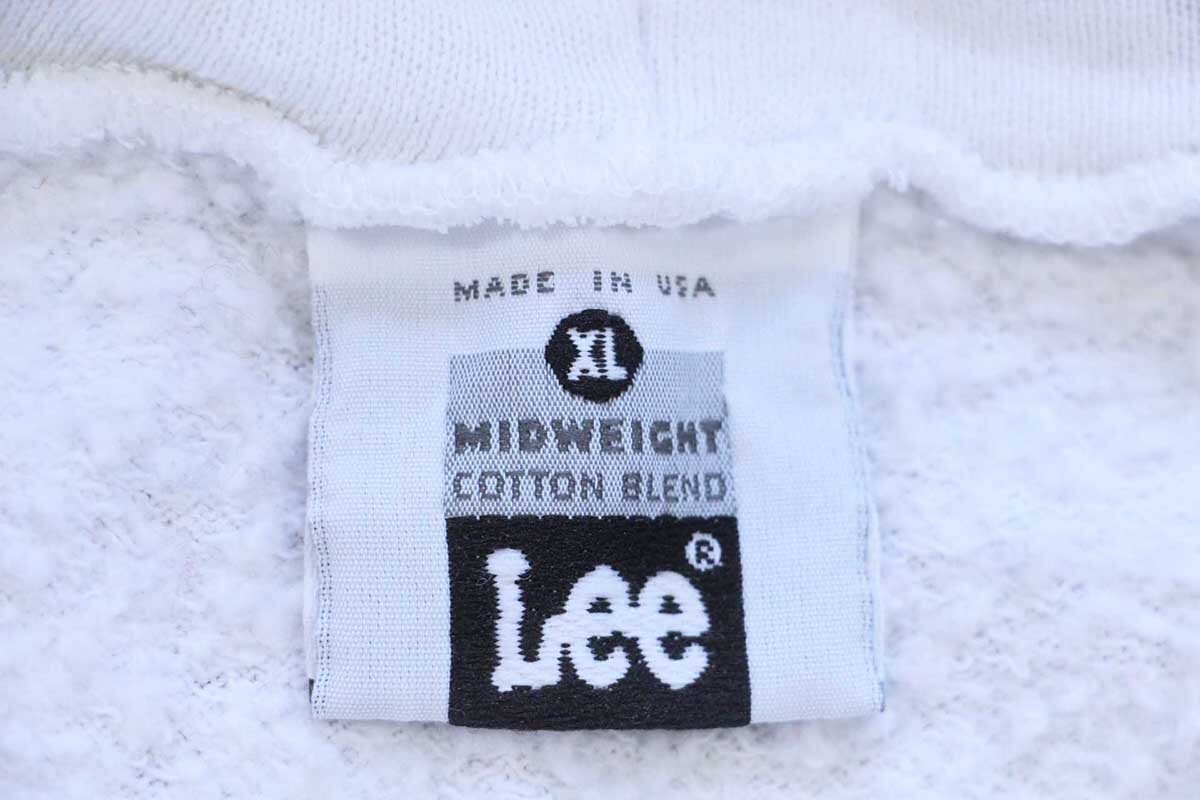 MADE IN USA
XL
MIDWEIGHT
COTTON BLEND
Lee®